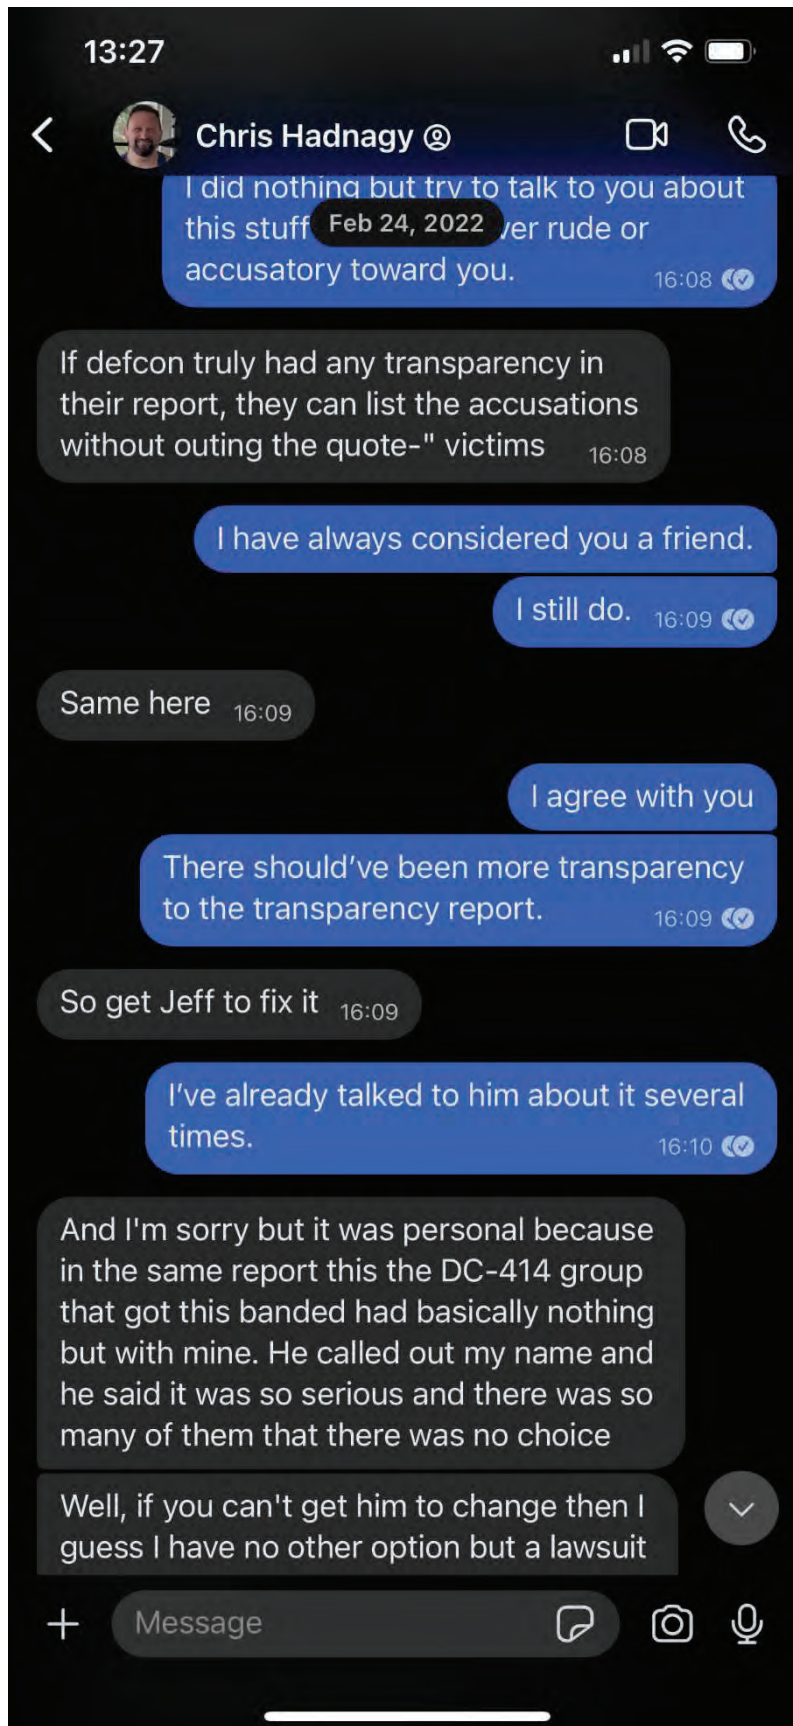 13:27
Chris Hadnagy
I did nothing but try to talk to you about
this stuff
Feb 24, 2022
ver rude or
accusatory toward you.
16:08
If defcon truly had any transparency in
their report, they can list the accusations
without outing the quote-" victims
16:08
I have always considered you a friend.
I still do.
16:09
Same here
16:09
I agree with you
There should've been more transparency
to the transparency report.
16:09
So get Jeff to fix it
16:09
I've already talked to him about it several
times.
16:10
And I'm sorry but it was personal because
in the same report this the DC-414 group
that got this banded had basically nothing
but with mine. He called out my name and
he said it was so serious and there was so
many of them that there was no choice
Well, if you can't get him to change then I
guess I have no other option but a lawsuit
Message